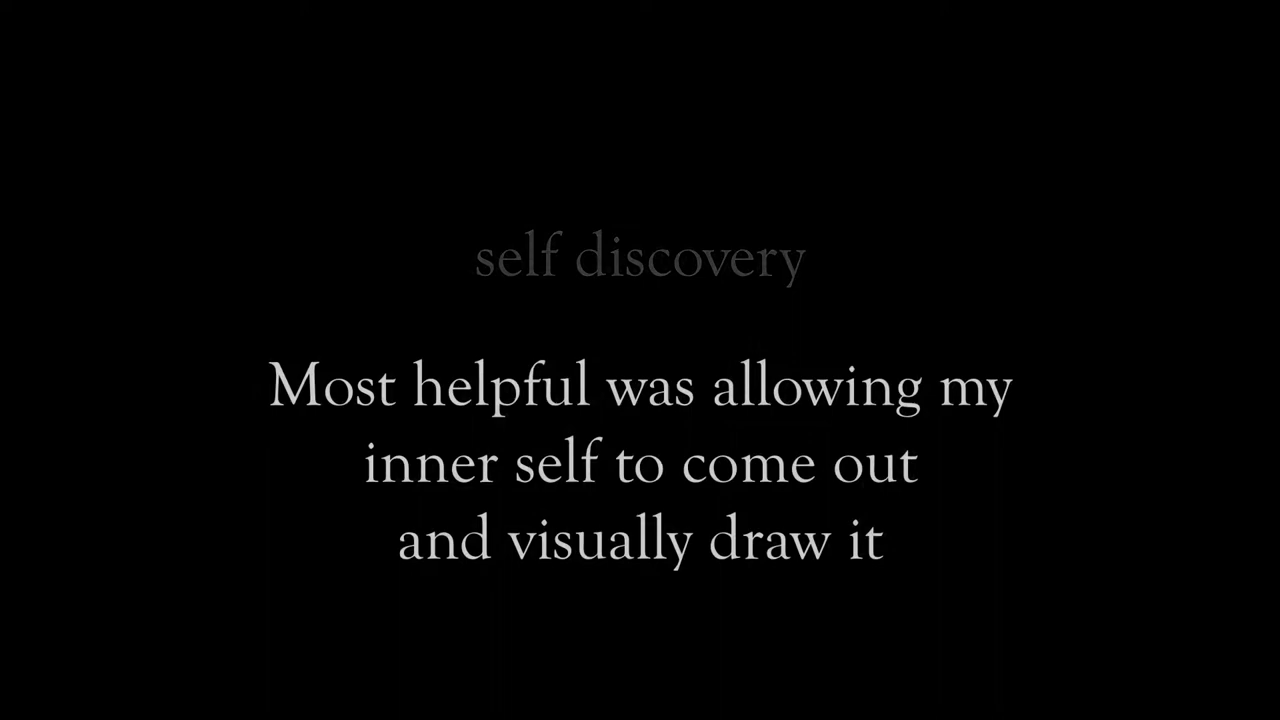 self discovery
Most helpful was allowing my
inner self to come out
and visually draw it